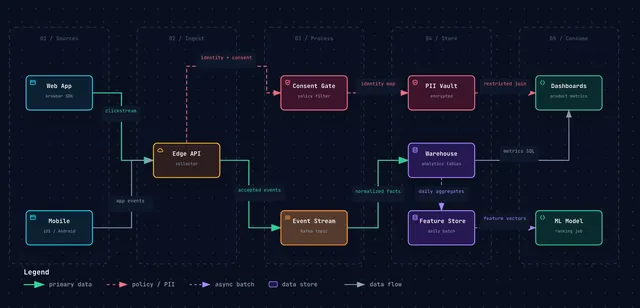 01 / Sources
02 / Ingest
03 / Process
04 / Store
05 / Consume
identity + consent
Web App
browser SDK
Consent Gate
policy filter
identity map
PII Vault
encrypted
restricted join
Dashboards
product metrics
clickstream
Edge API
collector
Warehouse
analytics tables
metrics SQL
accepted events
normalized facts
daily aggregates
app events
Mobile
iOS / Android
Event Stream
Kafka topic
Feature Store
daily batch
feature vectors
ML Model
ranking job
Legend
primary data
policy / PII
async batch
data store
data flow